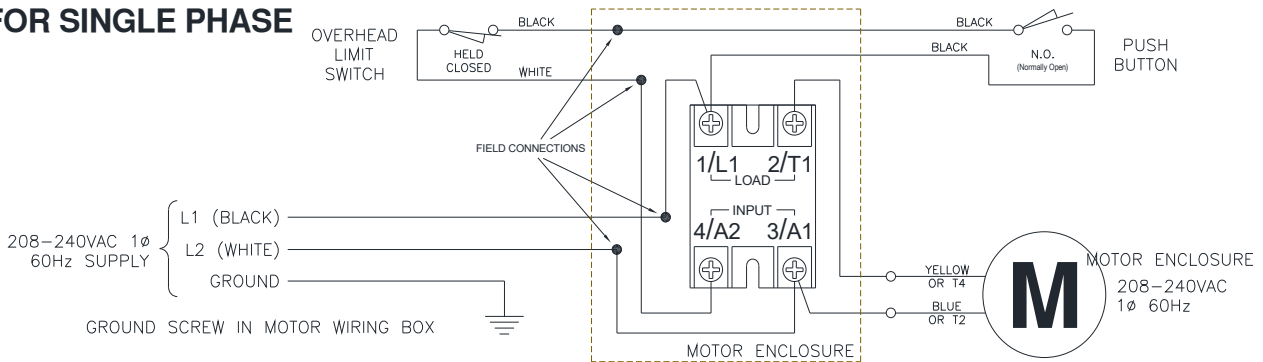 FOR SINGLE PHASE
OVERHEAD
LIMIT
SWITCH
BLACK
HELD
CLOSED
WHITE
BLACK
BLACK
N.O.
(Normally Open)
PUSH
BUTTON
FIELD CONNECTIONS
1/L1 2/T1
LOAD
INPUT
4/A2 3/A1
208-240VAC 1ø
60Hz SUPPLY
L1 (BLACK)
L2 (WHITE)
GROUND
GROUND SCREW IN MOTOR WIRING BOX
YELLOW
OR T4
BLUE
OR T2
M
MOTOR ENCLOSURE
208-240VAC
1ø 60Hz
MOTOR ENCLOSURE